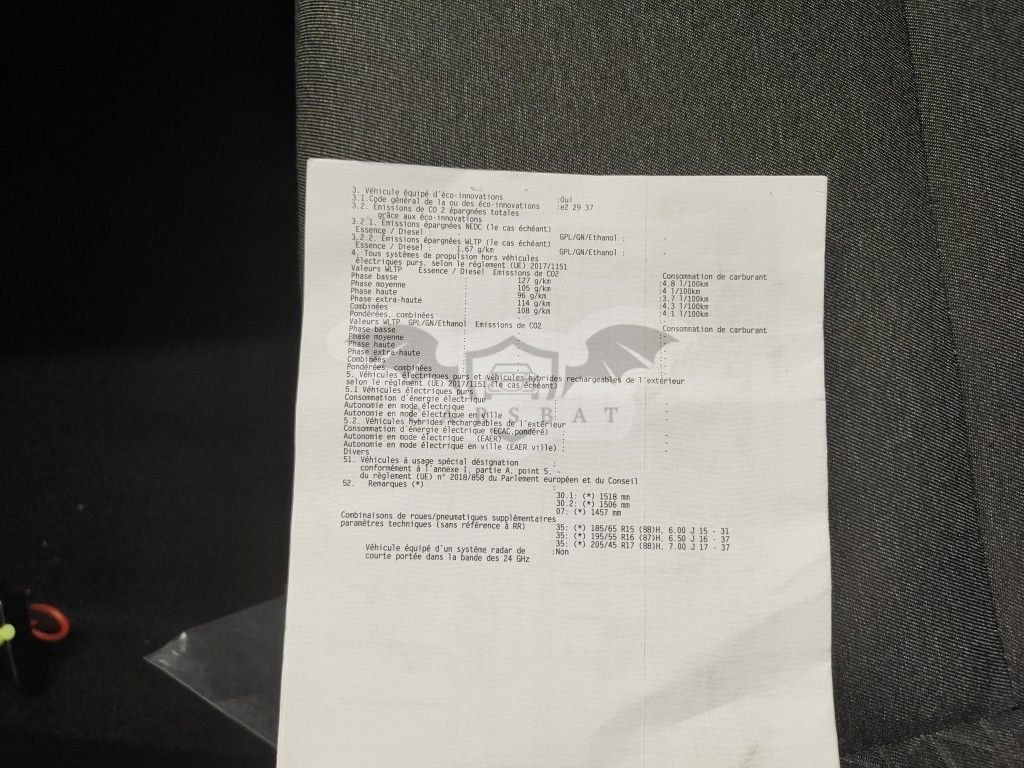 3. Véhicule équipé d'éco-innovations :Oui
3.1.Code général de la ou des éco-innovations :e2 29 37
3.2. Emissions de CO 2 épargnées totales
grâce aux éco-innovations
3.2.1. Emissions épargnées NEDC (le cas échéant)
Essence / Diesel : GPL/GN/Ethanol : -
3.2.2. Emissions épargnées WLTP (le cas échéant)
Essence / Diesel : 1.67 g/km GPL/GN/Ethanol : -
4. Tous systèmes de propulsion hors véhicules
électriques purs, selon le règlement (UE) 2017/1151
Valeurs WLTP Essence / Diesel Emissions de CO2 Consommation de carburant
Phase basse : 127 g/km :4.8 l/100km
Phase moyenne : 105 g/km :4 l/100km
Phase haute : 96 g/km :3.7 l/100km
Phase extra-haute : 114 g/km :4.3 l/100km
Combinées : 108 g/km :4.1 l/100km
Pondérées, combinées : :-
Valeurs WLTP GPL/GN/Ethanol Emissions de CO2 Consommation de carburant
Phase basse : :-
Phase moyenne : :-
Phase haute : :-
Phase extra-haute : :-
Combinées : :-
Pondérées, combinées : :-
5. Véhicules électriques purs et véhicules hybrides rechargeables de l'extérieur
selon le règlement (UE) 2017/1151 (le cas échéant)
5.1 Véhicules électriques purs
Consommation d'énergie électrique : -
Autonomie en mode électrique : -
Autonomie en mode électrique en ville : -
5.2. Véhicules hybrides rechargeables de l'extérieur
Consommation d'énergie électrique (ECAC,pondéré) : -
Autonomie en mode électrique (EAER) : -
Autonomie en mode électrique en ville (EAER ville) : -
Divers
51. Véhicules à usage spécial désignation :
conformément à l'annexe I, partie A, point 5, -
du règlement (UE) n° 2018/858 du Parlement européen et du Conseil
52. Remarques (*) :
30.1: (*) 1518 mm
30.2: (*) 1506 mm
07: (*) 1457 mm
Combinaisons de roues/pneumatiques supplémentaires
paramètres techniques (sans référence à RR) 35: (*) 185/65 R15 (88)H, 6.00 J 15 - 31
35: (*) 195/55 R16 (87)H, 6.50 J 16 - 37
35: (*) 205/45 R17 (88)H, 7.00 J 17 - 37
Véhicule équipé d'un système radar de :Non
courte portée dans la bande des 24 GHz
RSBAT